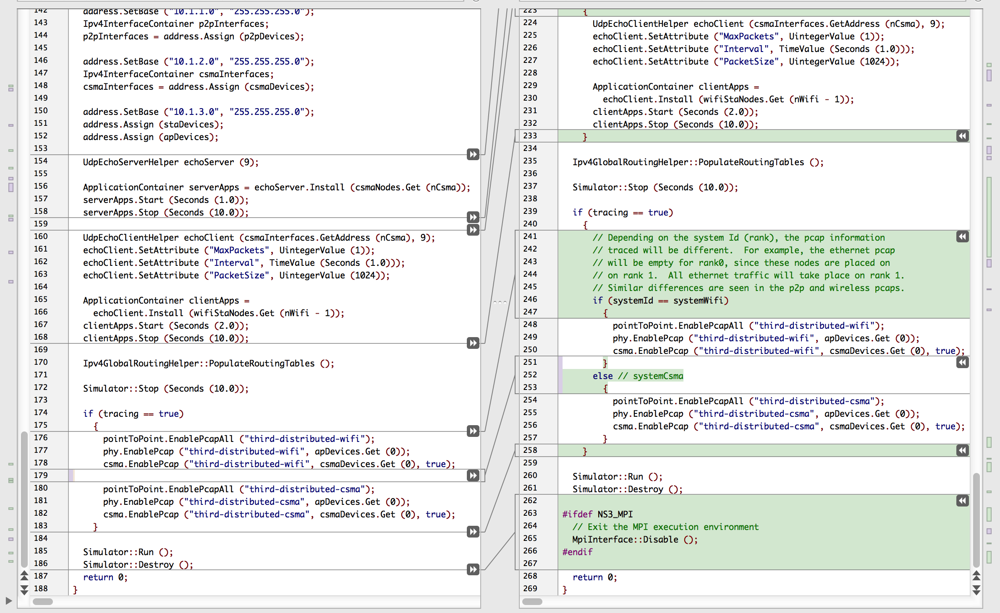 142   address.SetBase ("10.1.1.0", "255.255.255.0");
143   Ipv4InterfaceContainer p2pInterfaces;
144   p2pInterfaces = address.Assign (p2pDevices);
145
146   address.SetBase ("10.1.2.0", "255.255.255.0");
147   Ipv4InterfaceContainer csmaInterfaces;
148   csmaInterfaces = address.Assign (csmaDevices);
149
150   address.SetBase ("10.1.3.0", "255.255.255.0");
151   address.Assign (staDevices);
152   address.Assign (apDevices);
153
154   UdpEchoServerHelper echoServer (9);
155
156   ApplicationContainer serverApps = echoServer.Install (csmaNodes.Get (nCsma));
157   serverApps.Start (Seconds (1.0));
158   serverApps.Stop (Seconds (10.0));
159
160   UdpEchoClientHelper echoClient (csmaInterfaces.GetAddress (nCsma), 9);
161   echoClient.SetAttribute ("MaxPackets", UintegerValue (1));
162   echoClient.SetAttribute ("Interval", TimeValue (Seconds (1.0)));
163   echoClient.SetAttribute ("PacketSize", UintegerValue (1024));
164
165   ApplicationContainer clientApps =
166     echoClient.Install (wifiStaNodes.Get (nWifi - 1));
167   clientApps.Start (Seconds (2.0));
168   clientApps.Stop (Seconds (10.0));
169
170   Ipv4GlobalRoutingHelper::PopulateRoutingTables ();
171
172   Simulator::Stop (Seconds (10.0));
173
174   if (tracing == true)
175     {
176       pointToPoint.EnablePcapAll ("third-distributed-wifi");
177       phy.EnablePcap ("third-distributed-wifi", apDevices.Get (0));
178       csma.EnablePcap ("third-distributed-wifi", csmaDevices.Get (0), true);
179
180       pointToPoint.EnablePcapAll ("third-distributed-csma");
181       phy.EnablePcap ("third-distributed-csma", apDevices.Get (0));
182       csma.EnablePcap ("third-distributed-csma", csmaDevices.Get (0), true);
183     }
184
185   Simulator::Run ();
186   Simulator::Destroy ();
187   return 0;
188 }
223     {
224       UdpEchoClientHelper echoClient (csmaInterfaces.GetAddress (nCsma), 9);
225       echoClient.SetAttribute ("MaxPackets", UintegerValue (1));
226       echoClient.SetAttribute ("Interval", TimeValue (Seconds (1.0)));
227       echoClient.SetAttribute ("PacketSize", UintegerValue (1024));
228
229       ApplicationContainer clientApps =
230         echoClient.Install (wifiStaNodes.Get (nWifi - 1));
231       clientApps.Start (Seconds (2.0));
232       clientApps.Stop (Seconds (10.0));
233     }
234
235   Ipv4GlobalRoutingHelper::PopulateRoutingTables ();
236
237   Simulator::Stop (Seconds (10.0));
238
239   if (tracing == true)
240     {
241       // Depending on the system Id (rank), the pcap information
242       // traced will be different.  For example, the ethernet pcap
243       // will be empty for rank0, since these nodes are placed on
244       // on rank 1.  All ethernet traffic will take place on rank 1.
245       // Similar differences are seen in the p2p and wireless pcaps.
246       if (systemId == systemWifi)
247         {
248           pointToPoint.EnablePcapAll ("third-distributed-wifi");
249           phy.EnablePcap ("third-distributed-wifi", apDevices.Get (0));
250           csma.EnablePcap ("third-distributed-wifi", csmaDevices.Get (0), true);
251         }
252       else // systemCsma
253         {
254           pointToPoint.EnablePcapAll ("third-distributed-csma");
255           phy.EnablePcap ("third-distributed-csma", apDevices.Get (0));
256           csma.EnablePcap ("third-distributed-csma", csmaDevices.Get (0), true);
257         }
258     }
259
260   Simulator::Run ();
261   Simulator::Destroy ();
262
263 #ifdef NS3_MPI
264   // Exit the MPI execution environment
265   MpiInterface::Disable ();
266 #endif
267
268   return 0;
269 }